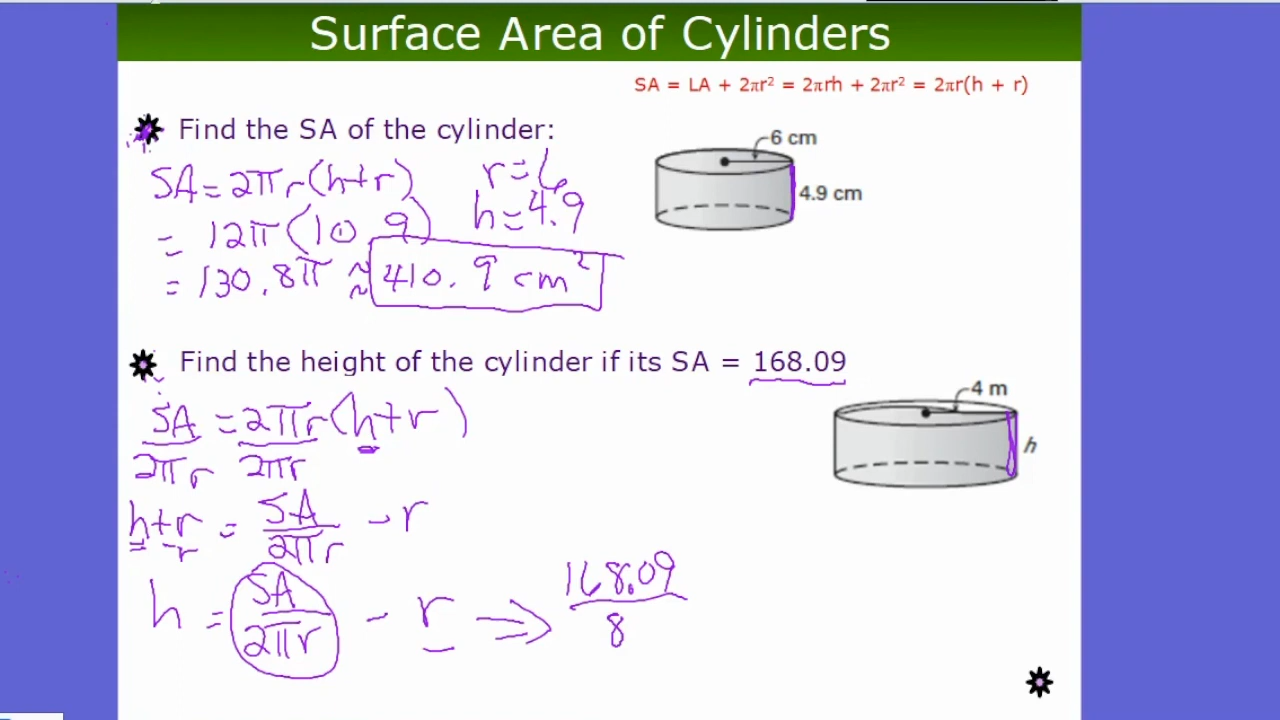 Surface Area of Cylinders
SA = LA + 2πr² = 2πrh + 2πr² = 2πr(h + r)
Find the SA of the cylinder:
6 cm
4.9 cm
SA = 2πr(h+r)
r = 6
h = 4.9
= 12π(10.9)
= 130.8π ≈ 410.9 cm²
Find the height of the cylinder if its SA = 168.09
4 m
h
SA = 2πr(h+r)
2πr 2πr
h+r = SA/2πr - r
-r
h = SA/2πr - r ⇒ 168.09/8